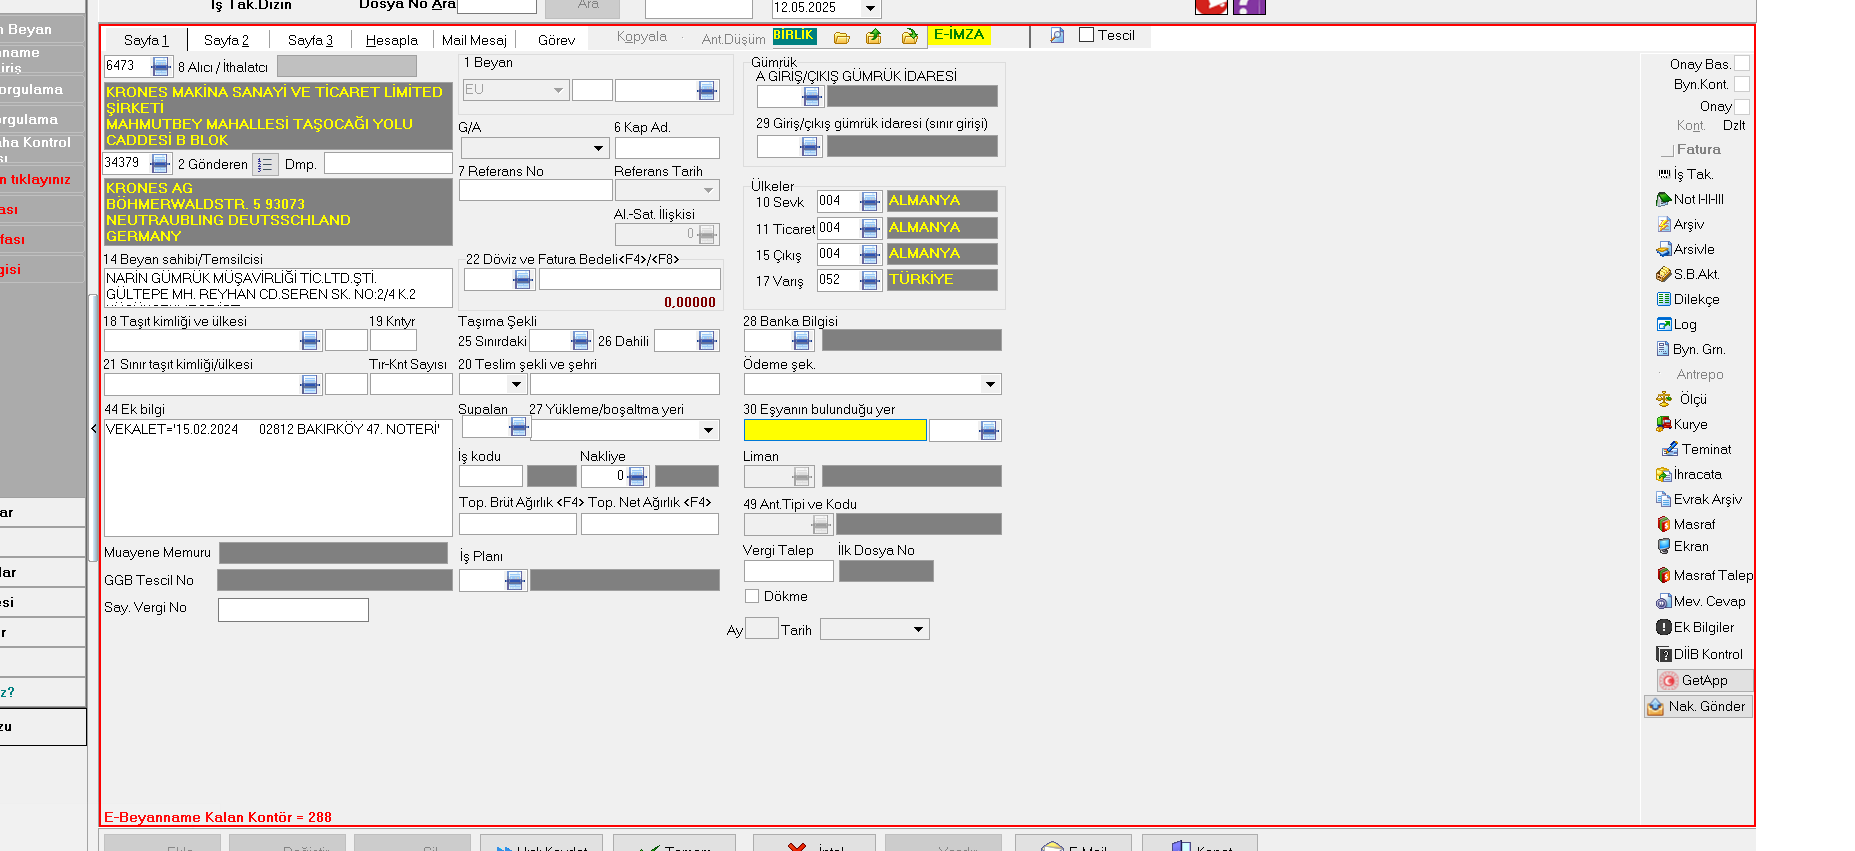 İş Tak.Dizin
Dosya No Ara
Ara
12.05.2025
n Beyan
nname
iriş
orgulama
orgulama
aha Kontrol
sı
n tıklayınız
ası
fası
gisi
ar
lar
esi
r
z?
zu
Sayfa 1
Sayfa 2
Sayfa 3
Hesapla
Mail Mesaj
Görev
Kopyala
Ant.Düşüm
BİRLİK
E-İMZA
Tescil
6473
8 Alıcı / İthalatcı
KRONES MAKİNA SANAYİ VE TİCARET LİMİTED
ŞİRKETİ
MAHMUTBEY MAHALLESİ TAŞOCAĞI YOLU
CADDESİ B BLOK
34379
2 Gönderen
Dmp.
KRONES AG
BÖHMERWALDSTR. 5 93073
NEUTRAUBLING DEUTSSCHLAND
GERMANY
14 Beyan sahibi/Temsilcisi
NARİN GÜMRÜK MÜŞAVİRLİĞİ TİC.LTD.ŞTİ.
GÜLTEPE MH. REYHAN CD.SEREN SK. NO:2/4 K.2
18 Taşıt kimliği ve ülkesi
19 Kntyr
21 Sınır taşıt kimliği/ülkesi
Tır-Knt Sayısı
44 Ek bilgi
VEKALET='15.02.2024 02812 BAKIRKÖY 47. NOTERİ'
Muayene Memuru
GGB Tescil No
Say. Vergi No
1 Beyan
EU
G/A
6 Kap Ad.
7 Referans No
Referans Tarih
Al.-Sat. İlişkisi
0
22 Döviz ve Fatura Bedeli<F4>/<F8>
0,00000
Taşıma Şekli
25 Sınırdaki
26 Dahili
20 Teslim şekli ve şehri
Supalan
27 Yükleme/boşaltma yeri
İş kodu
Nakliye
0
Top. Brüt Ağırlık <F4>
Top. Net Ağırlık <F4>
İş Planı
Gümrük
A GİRİŞ/ÇIKIŞ GÜMRÜK İDARESİ
29 Giriş/çıkış gümrük idaresi (sınır girişi)
Ülkeler
10 Sevk 004 ALMANYA
11 Ticaret 004 ALMANYA
15 Çıkış 004 ALMANYA
17 Varış 052 TÜRKİYE
28 Banka Bilgisi
Ödeme şek.
30 Eşyanın bulunduğu yer
Liman
49 Ant.Tipi ve Kodu
Vergi Talep
İlk Dosya No
Dökme
Ay
Tarih
Onay Bas.
Byn.Kont.
Onay
Kont.
Dzlt
Fatura
İş Tak.
Not I-II-III
Arşiv
Arsivle
S.B.Akt.
Dilekçe
Log
Byn. Grn.
Antrepo
Ölçü
Kurye
Teminat
İhracata
Evrak Arşiv
Masraf
Ekran
Masraf Talep
Mev. Cevap
Ek Bilgiler
DİİB Kontrol
GetApp
Nak. Gönder
E-Beyanname Kalan Kontör = 288
Ekle
Değiştir
Sil
Hızlı Kaydet
Tamam
İptal
Yazdır
E-Mail
Kapat